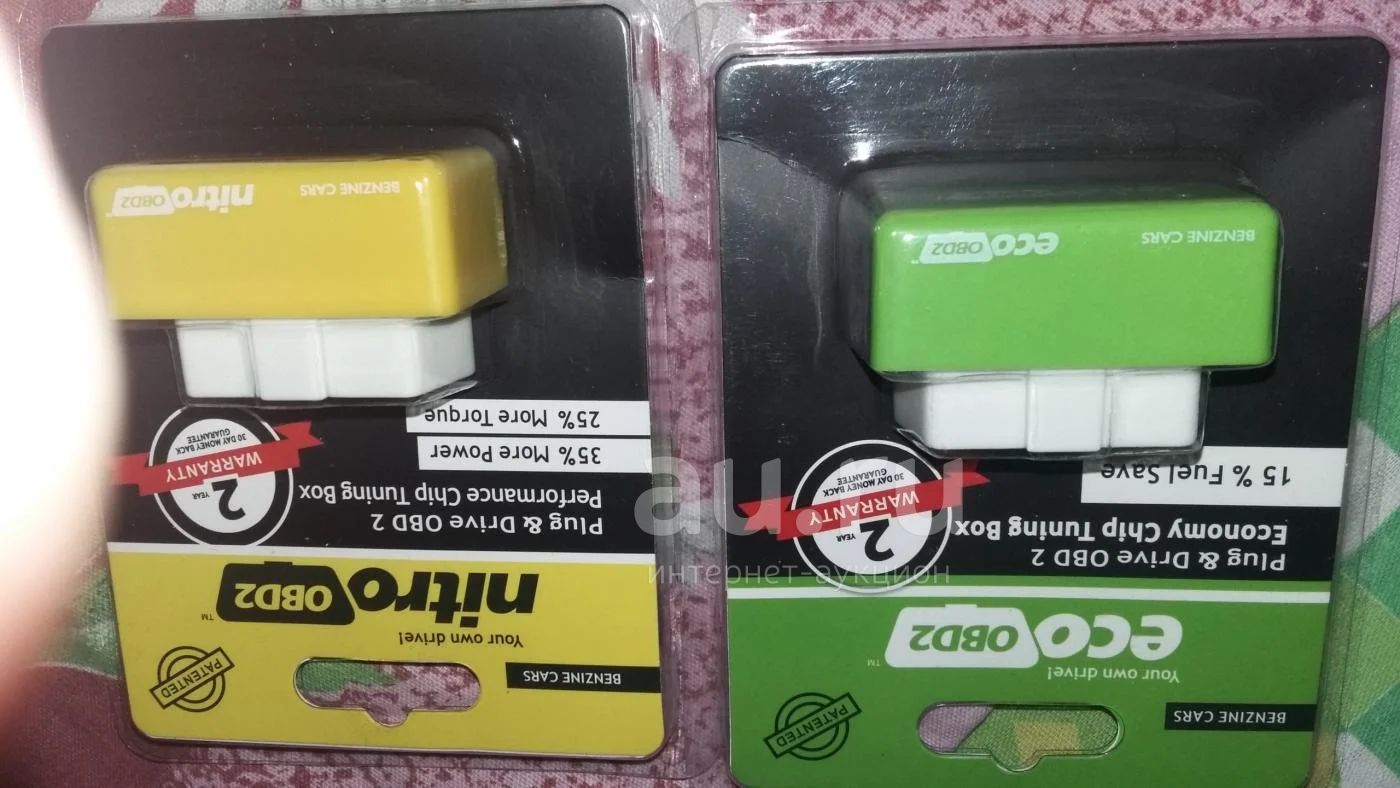 BENZINE CARS
Your own drive!
nitro OBD2 ™
PATENTED
Plug & Drive OBD 2
Performance Chip Tuning Box
35% More Power
25% More Torque
2 YEAR
WARRANTY
30 DAY MONEY BACK
GUARANTEE
nitro OBD2 ™
BENZINE CARS
BENZINE CARS
Your own drive!
eco OBD2 ™
PATENTED
Plug & Drive OBD 2
Economy Chip Tuning Box
15 % Fuel Save
2 YEAR
WARRANTY
30 DAY MONEY BACK
GUARANTEE
eco OBD2 ™
BENZINE CARS
au.ru
интернет-аукцион